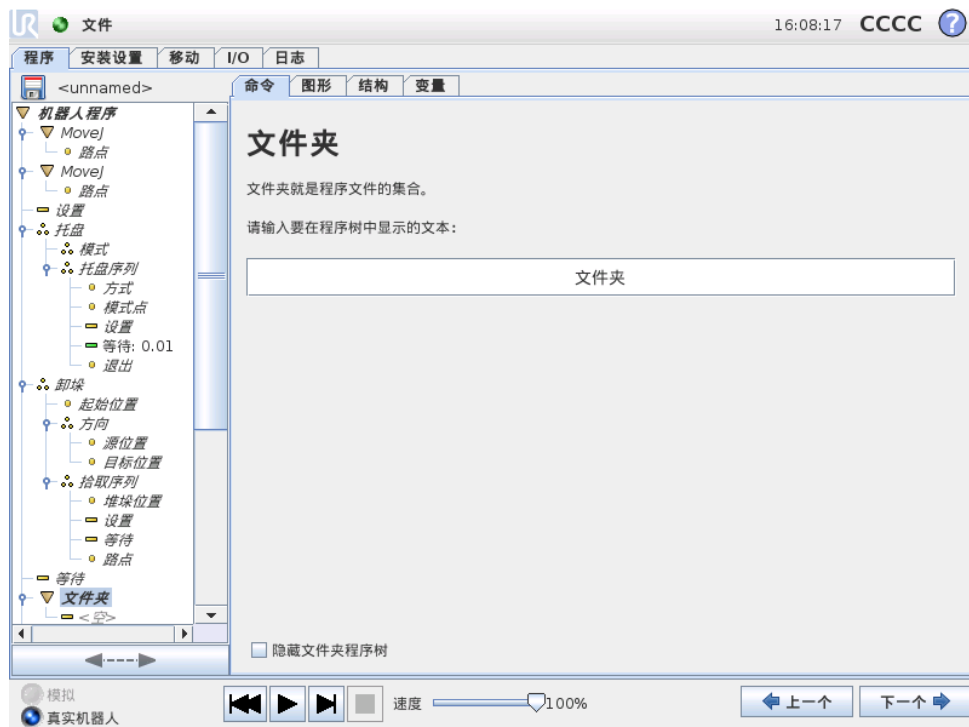 UR 文件 16:08:17 CCCC ?
程序 安装设置 移动 I/O 日志
<unnamed>
命令 图形 结构 变量
机器人程序
MoveJ
路点
MoveJ
路点
设置
托盘
模式
托盘序列
方式
模式点
设置
等待: 0.01
退出
卸垛
起始位置
方向
源位置
目标位置
拾取序列
堆垛位置
设置
等待
路点
等待
文件夹
<空>
文件夹
文件夹就是程序文件的集合。
请输入要在程序树中显示的文本:
文件夹
隐藏文件夹程序树
模拟
真实机器人
速度 100%
上一个 下一个